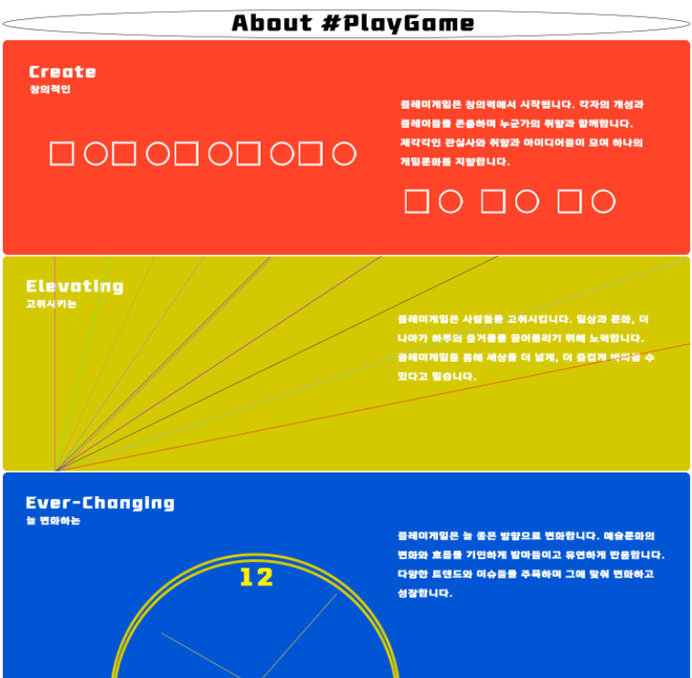 About #PlayGame
Create
창의적인
플레이게임은 창의력에서 시작됩니다. 각자의 개성과
플레이들을 존중하며 누군가의 취향과 함께합니다.
제각각인 관심사와 취향과 아이디어들이 모여 하나의
게임문화를 지향합니다.
Elevating
고취시키는
플레이게임은 사람들을 고취시킵니다. 일상과 문화, 더
나아가 하루의 즐거움을 끌어올리기 위해 노력합니다.
플레이게임을 통해 세상을 더 넓게, 더 즐겁게 바라볼 수
있다고 믿습니다.
Ever-Changing
늘 변화하는
플레이게임은 늘 좋은 방향으로 변화합니다. 예술문화의
변화와 흐름을 기민하게 받아들이고 유연하게 반응합니다.
다양한 트렌드와 이슈들을 주목하며 그에 맞춰 변화하고
성장합니다.
12